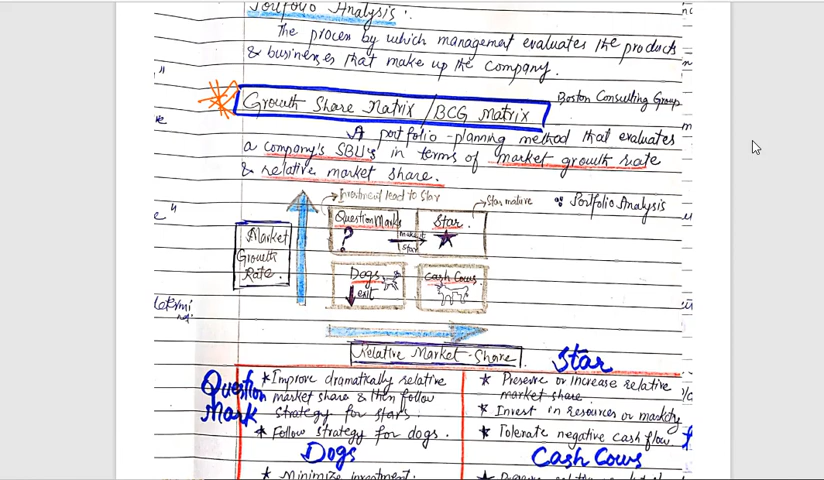 Portfolio Analysis :
The process by which management evaluates the products
& businesses that make up the company.
Growth Share Matrix / BCG Matrix
Boston Consulting Group
A portfolio-planning method that evaluates
a company's SBU's in terms of market growth rate
& relative market share.
Investment lead to Star
Star mature
Portfolio Analysis
Question Marks
Star
?
make it
star
Market
Growth
Rate
Dogs
exit
Cash Cows
Relative Market-Share
Star
Question
Mark
* Improve dramatically relative
market share & then follow
strategy for stars.
* Follow strategy for dogs.
* Preserve or increase relative
market share.
* Invest in resources or
* Tolerate negative cash flow
Dogs
Cash Cows
* Minimize investment.